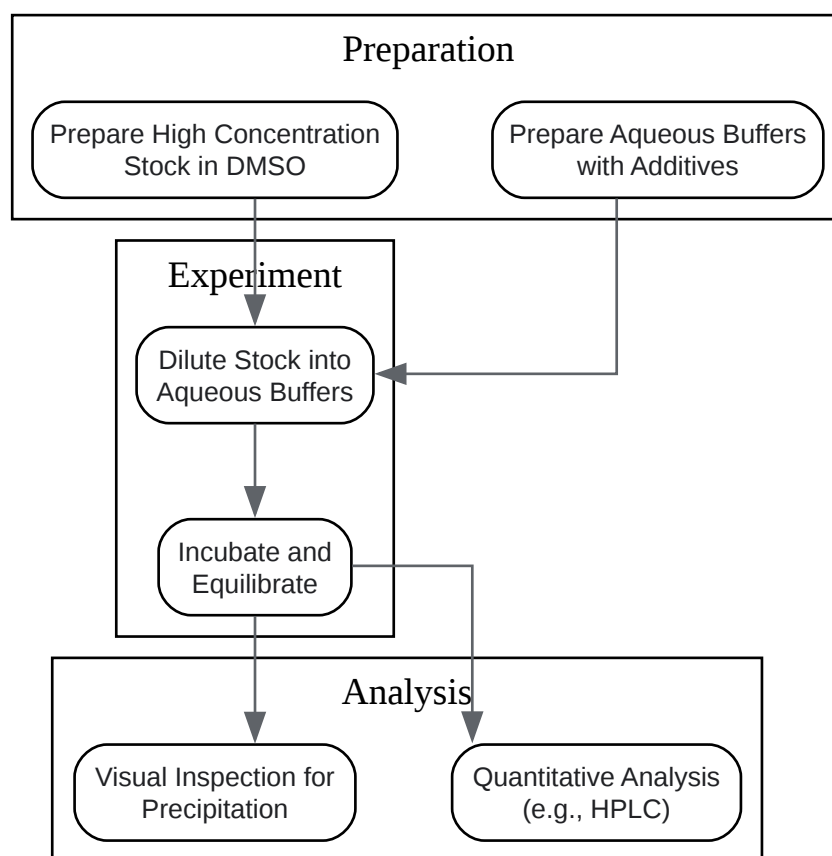 Preparation
Prepare High Concentration
Stock in DMSO
Prepare Aqueous Buffers
with Additives
Experiment
Dilute Stock into
Aqueous Buffers
Incubate and
Equilibrate
Analysis
Visual Inspection for
Precipitation
Quantitative Analysis
(e.g., HPLC)